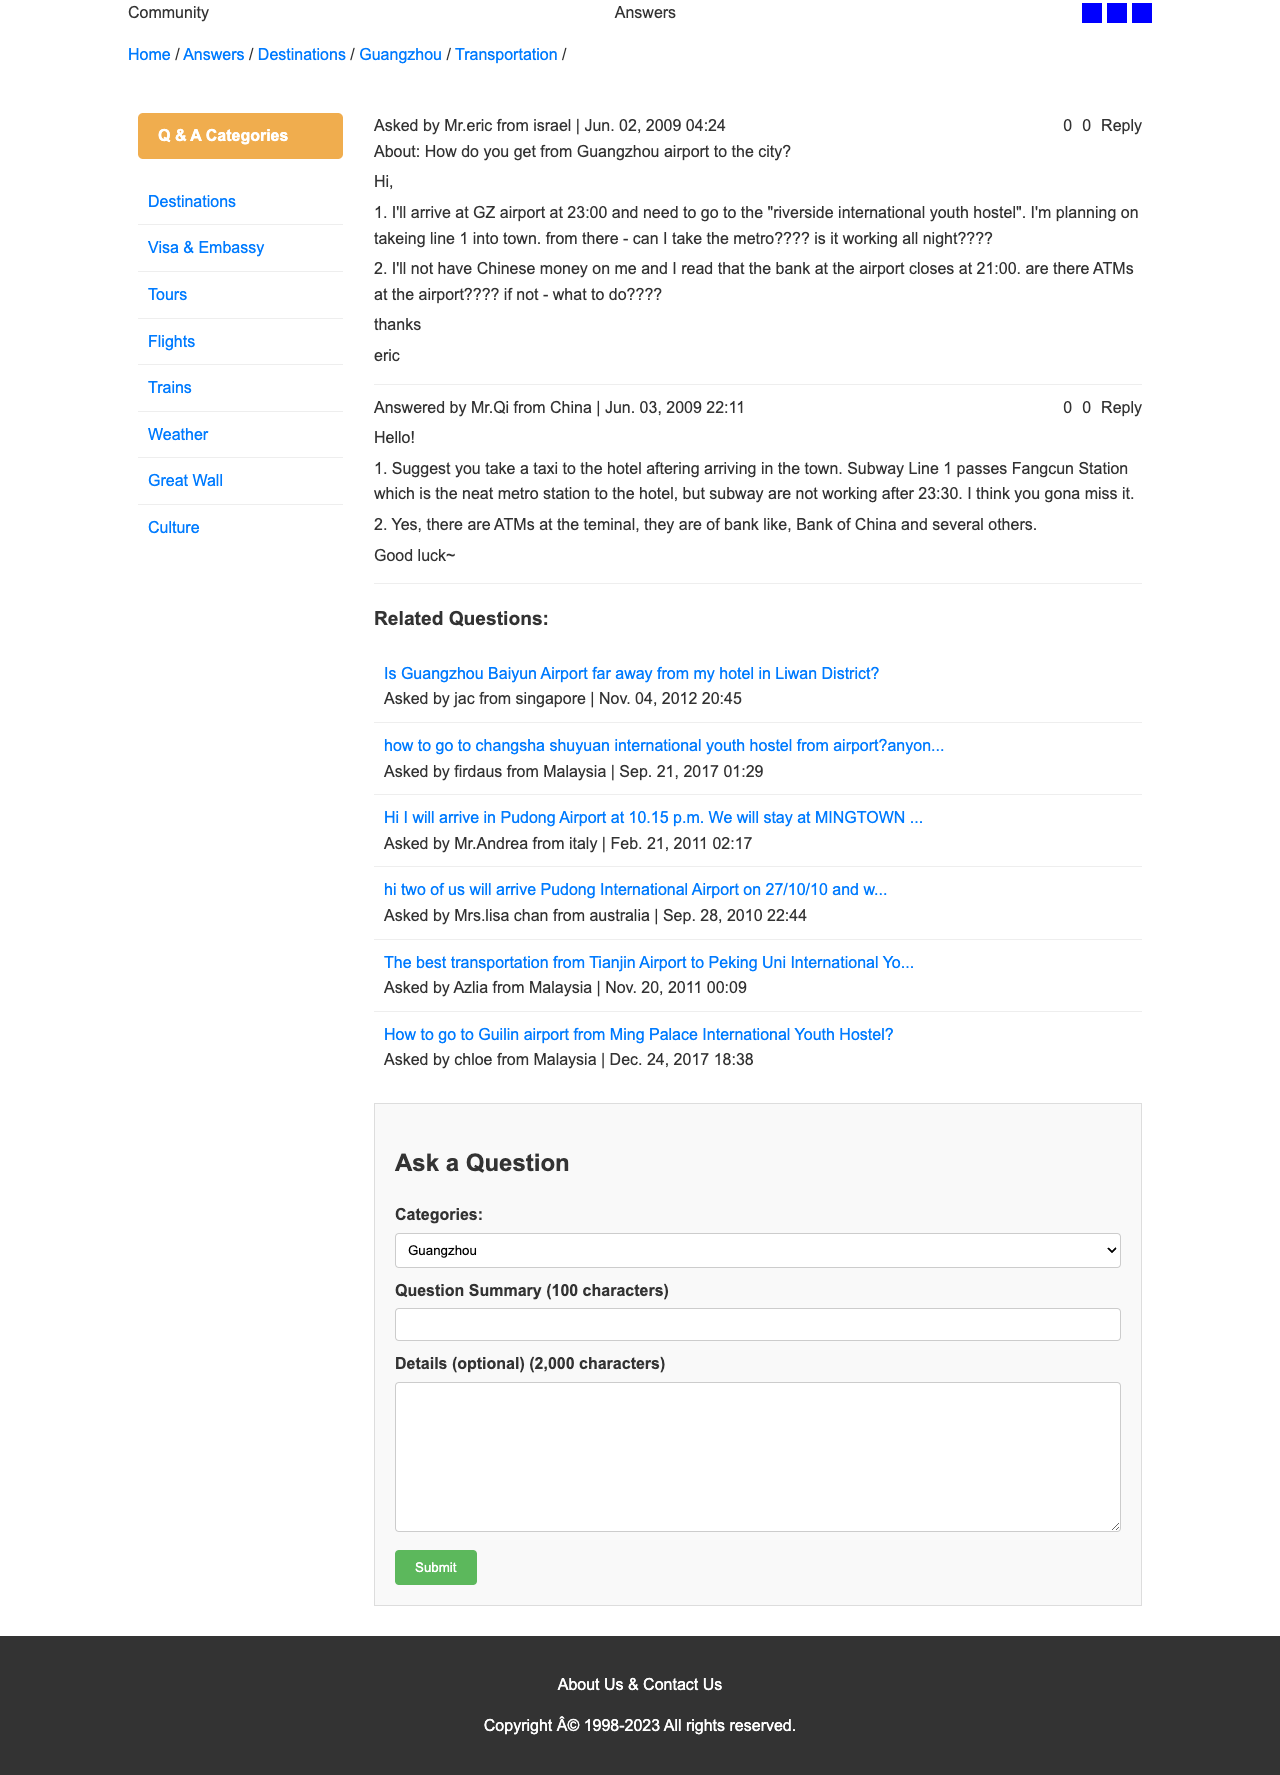 Community Answers
Home / Answers / Destinations / Guangzhou / Transportation /
Q & A Categories
Destinations
Visa & Embassy
Tours
Flights
Trains
Weather
Great Wall
Culture
Asked by Mr.eric from israel | Jun. 02, 2009 04:24 0 0 Reply
About: How do you get from Guangzhou airport to the city?
Hi,
1. I'll arrive at GZ airport at 23:00 and need to go to the "riverside international youth hostel". I'm planning on
takeing line 1 into town. from there - can I take the metro???? is it working all night????
2. I'll not have Chinese money on me and I read that the bank at the airport closes at 21:00. are there ATMs
at the airport???? if not - what to do????
thanks
eric
Answered by Mr.Qi from China | Jun. 03, 2009 22:11 0 0 Reply
Hello!
1. Suggest you take a taxi to the hotel aftering arriving in the town. Subway Line 1 passes Fangcun Station
which is the neat metro station to the hotel, but subway are not working after 23:30. I think you gona miss it.
2. Yes, there are ATMs at the teminal, they are of bank like, Bank of China and several others.
Good luck~
Related Questions:
Is Guangzhou Baiyun Airport far away from my hotel in Liwan District?
Asked by jac from singapore | Nov. 04, 2012 20:45
how to go to changsha shuyuan international youth hostel from airport?anyon...
Asked by firdaus from Malaysia | Sep. 21, 2017 01:29
Hi I will arrive in Pudong Airport at 10.15 p.m. We will stay at MINGTOWN ...
Asked by Mr.Andrea from italy | Feb. 21, 2011 02:17
hi two of us will arrive Pudong International Airport on 27/10/10 and w...
Asked by Mrs.lisa chan from australia | Sep. 28, 2010 22:44
The best transportation from Tianjin Airport to Peking Uni International Yo...
Asked by Azlia from Malaysia | Nov. 20, 2011 00:09
How to go to Guilin airport from Ming Palace International Youth Hostel?
Asked by chloe from Malaysia | Dec. 24, 2017 18:38
Ask a Question
Categories:
Guangzhou
Question Summary (100 characters)
Details (optional) (2,000 characters)
Submit
About Us & Contact Us
Copyright Â© 1998-2023 All rights reserved.